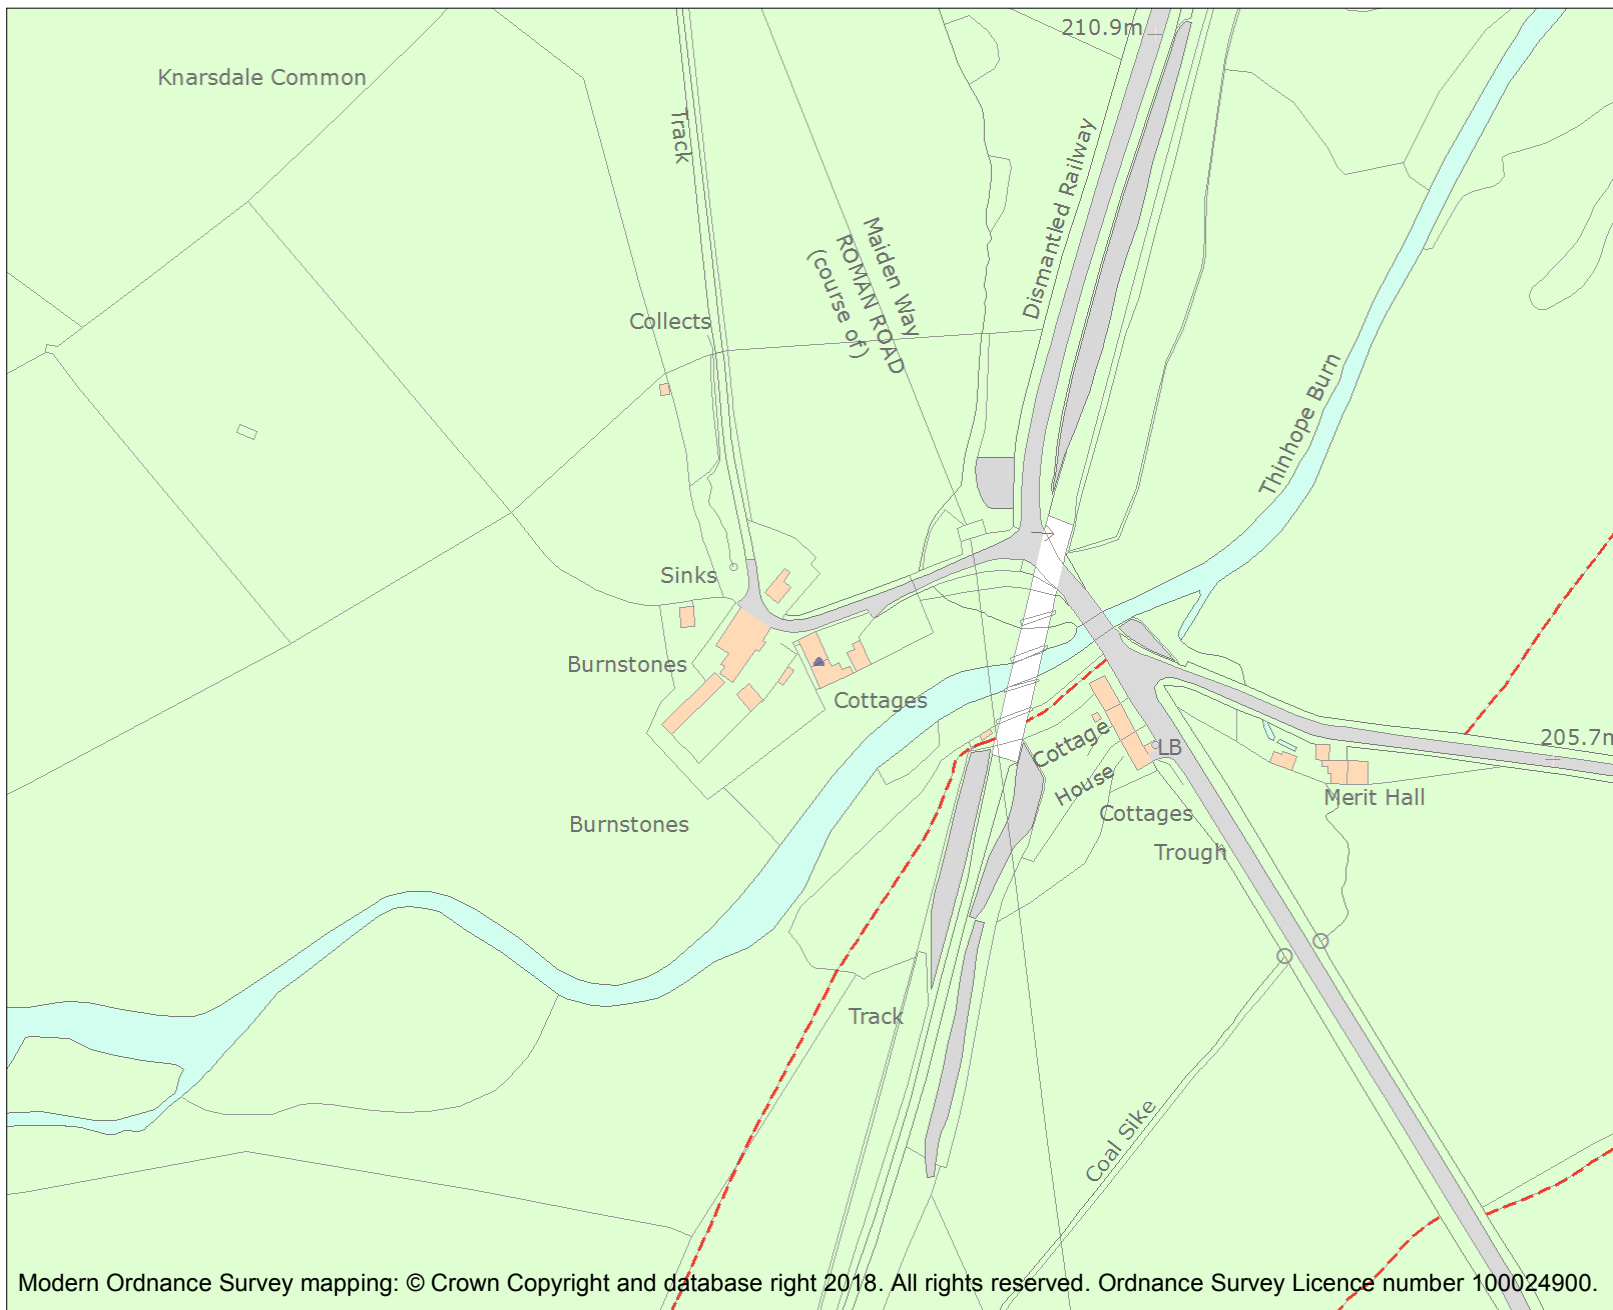 210.9m
Knarsdale Common
Track
Dismantled Railway
Maiden Way
ROMAN ROAD
(course of)
Collects
Thinhope Burn
Sinks
Burnstones
Cottages
Cottage
LB
205.7m
House
Merit Hall
Cottages
Burnstones
Trough
Track
Coal Sike
Modern Ordnance Survey mapping: © Crown Copyright and database right 2018. All rights reserved. Ordnance Survey Licence number 100024900.